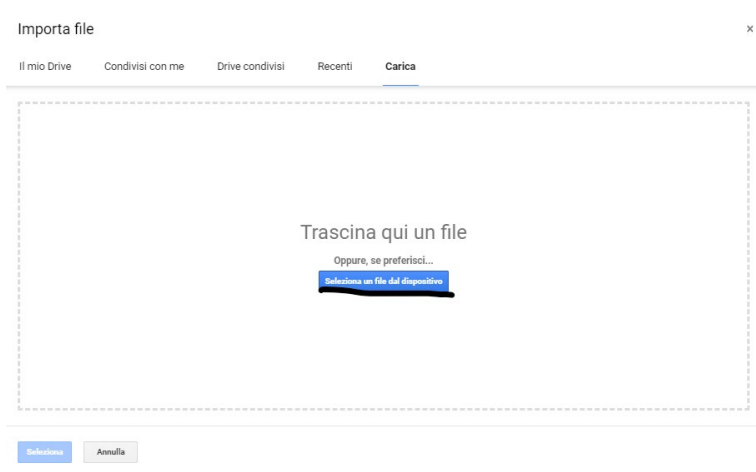 Importa file
×
Il mio Drive Condivisi con me Drive condivisi Recenti Carica
Trascina qui un file
Oppure, se preferisci...
Seleziona un file dal dispositivo
Seleziona Annulla